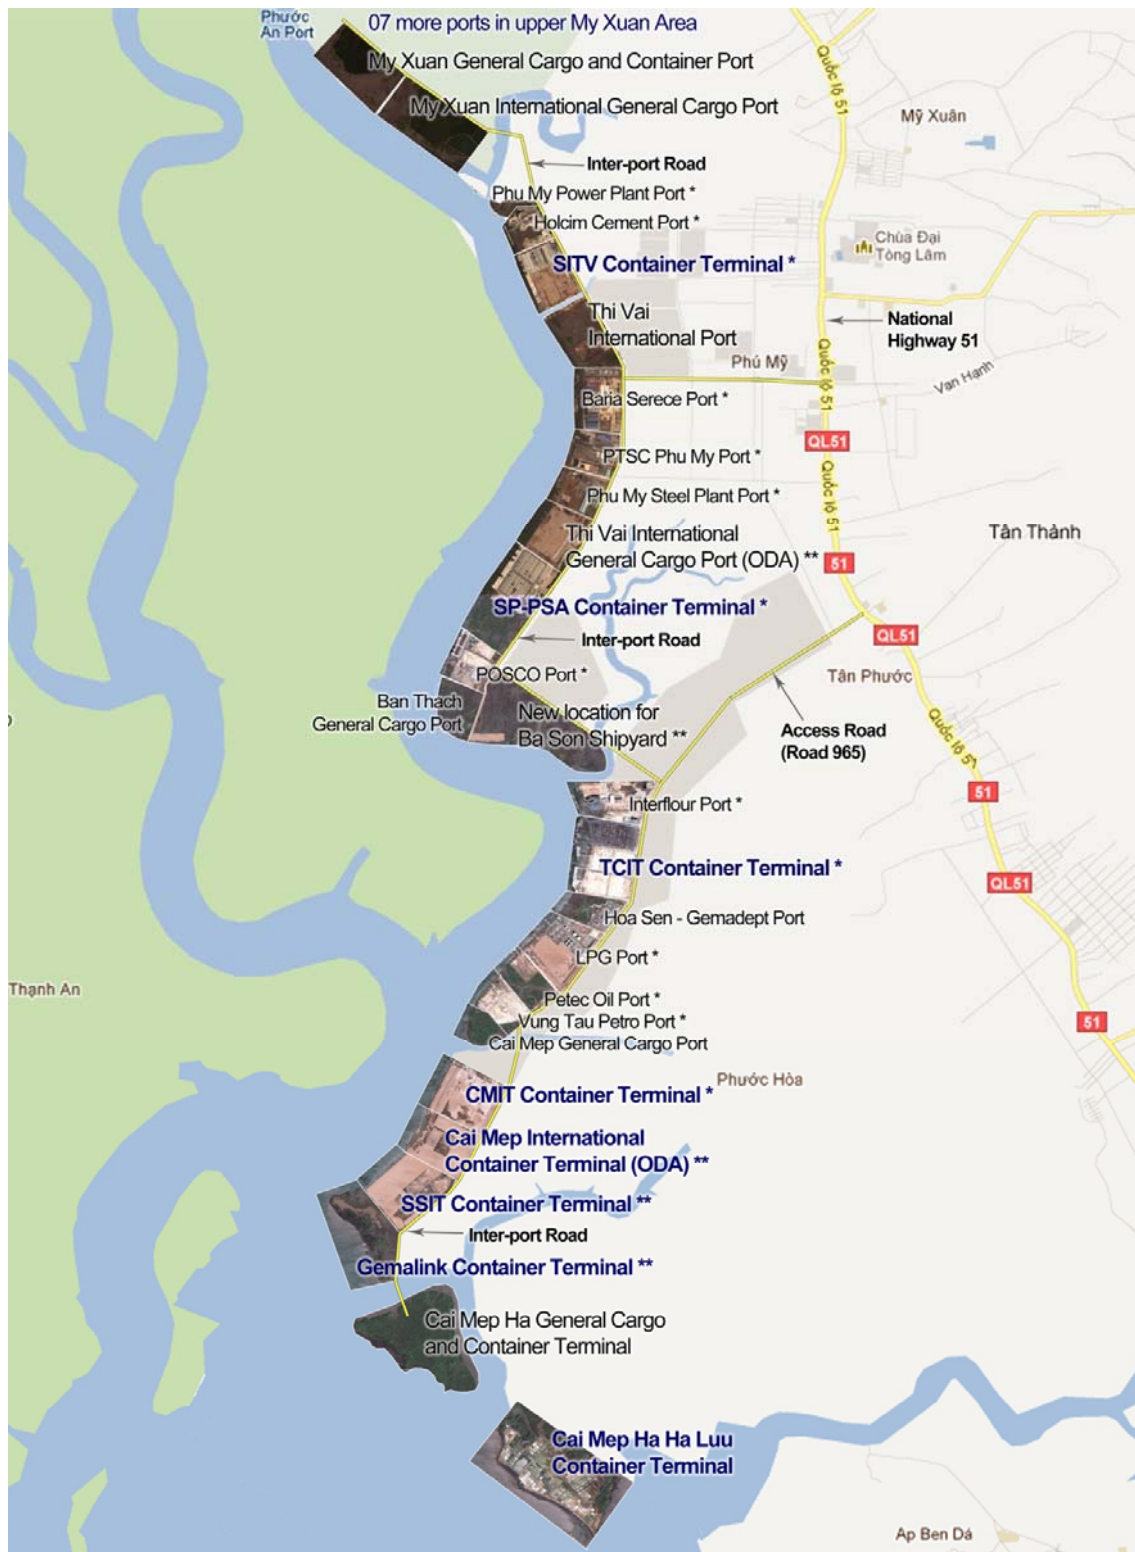 Phước
An Port
07 more ports in upper My Xuan Area
My Xuan General Cargo and Container Port
My Xuan International General Cargo Port
Quốc lộ 51
Mỹ Xuân
Inter-port Road
Phu My Power Plant Port *
Holcim Cement Port *
Chùa Đại
Tòng Lâm
SITV Container Terminal *
Thi Vai
International Port
National
Highway 51
Phú Mỹ
Quốc lộ 51
Vạn Hạnh
Baria Serece Port *
QL51
PTSC Phu My Port *
Quốc lộ 51
Phu My Steel Plant Port *
Thi Vai International
General Cargo Port (ODA) **
Tân Thành
51
SP-PSA Container Terminal *
Inter-port Road
QL51
POSCO Port *
Tân Phước
Ban Thach
General Cargo Port
New location for
Ba Son Shipyard **
Access Road
(Road 965)
Quốc lộ 51
51
Interflour Port *
TCIT Container Terminal *
QL51
Hoa Sen - Gemadept Port
LPG Port *
Thạnh An
Petec Oil Port *
Vung Tau Petro Port *
51
Cai Mep General Cargo Port
Phước Hòa
CMIT Container Terminal *
Cai Mep International
Container Terminal (ODA) **
SSIT Container Terminal **
Inter-port Road
Gemalink Container Terminal **
Cai Mep Ha General Cargo
and Container Terminal
Cai Mep Ha Ha Luu
Container Terminal
Ap Ben Dá